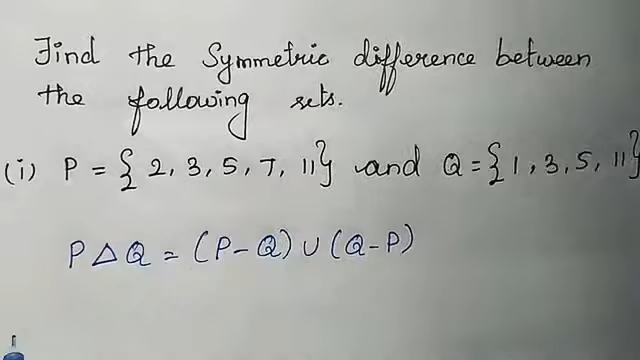 Find the Symmetric difference between
the following sets.
(i) P = { 2, 3, 5, 7, 11} and Q = {1, 3, 5, 11}
P Δ Q = (P - Q) ∪ (Q - P)